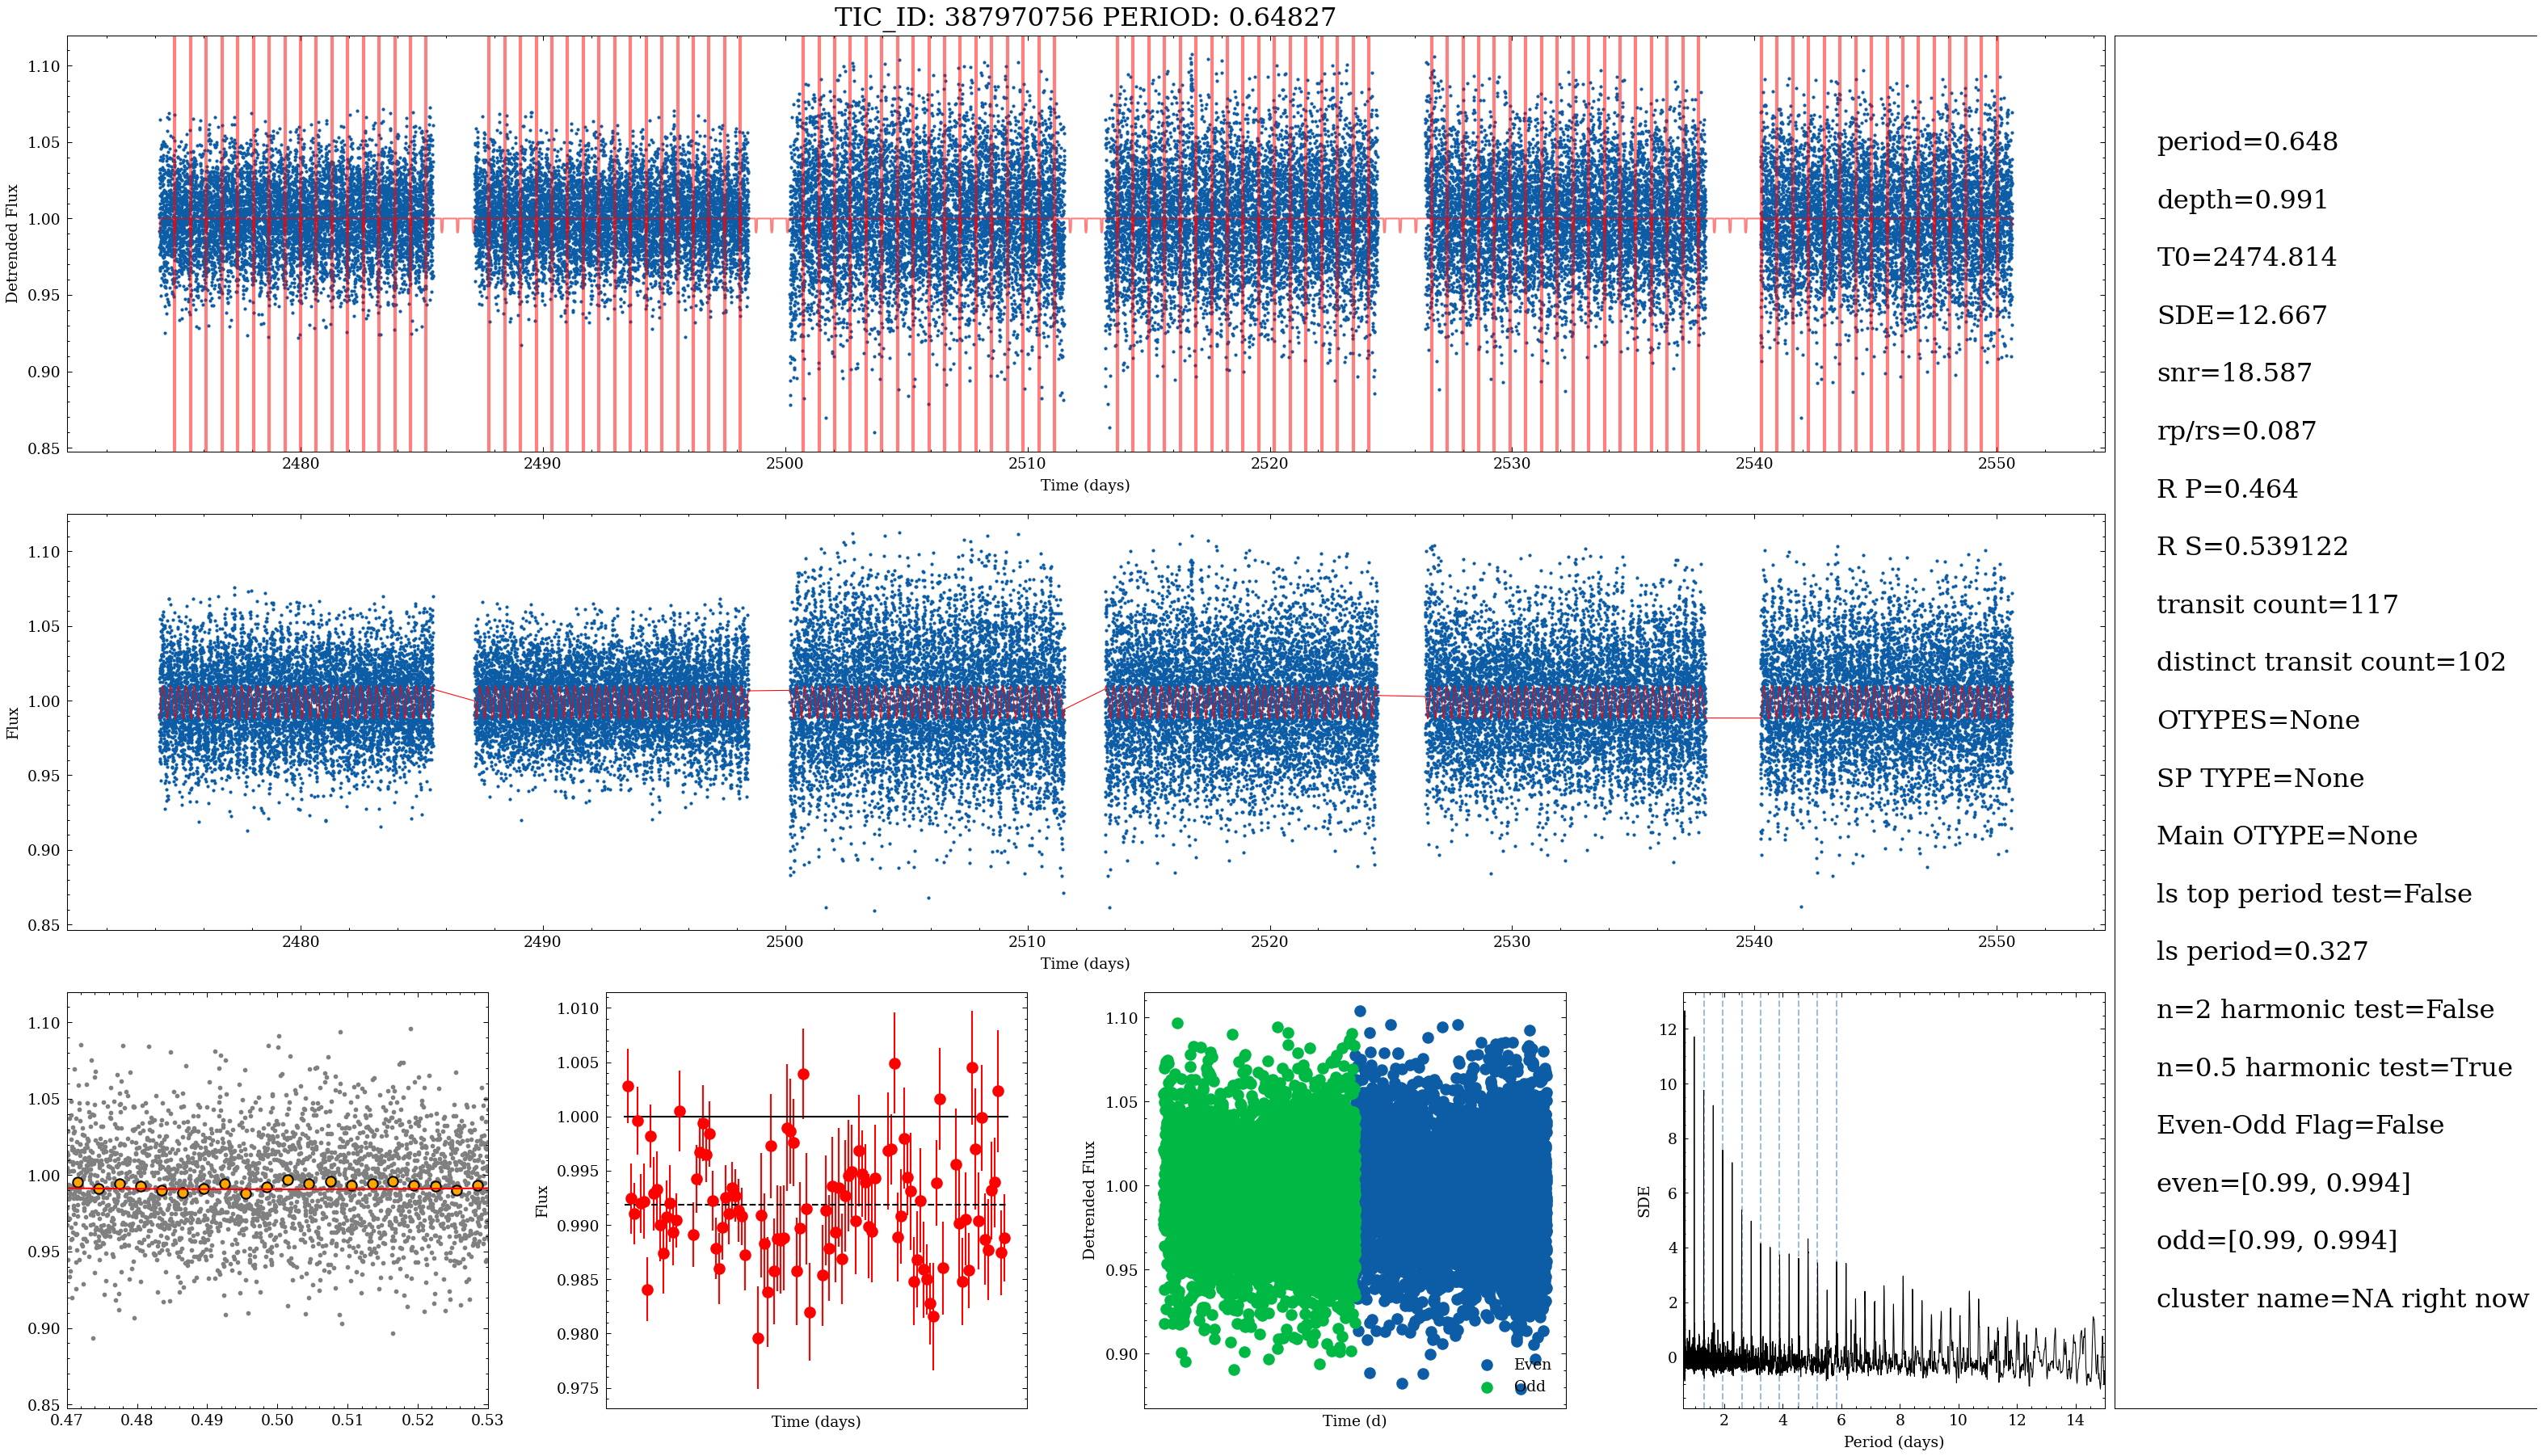 TIC_ID: 387970756 PERIOD: 0.64827
Detrended Flux
1.10
1.05
1.00
0.95
0.90
0.85
2480 2490 2500 2510 2520 2530 2540 2550
Time (days)
Flux
1.10
1.05
1.00
0.95
0.90
0.85
2480 2490 2500 2510 2520 2530 2540 2550
Time (days)
1.10
1.05
1.00
0.95
0.90
0.85
0.47 0.48 0.49 0.50 0.51 0.52 0.53
Flux
1.010
1.005
1.000
0.995
0.990
0.985
0.980
0.975
Time (days)
Detrended Flux
1.10
1.05
1.00
0.95
0.90
Even
Odd
Time (d)
SDE
12
10
8
6
4
2
0
2 4 6 8 10 12 14
Period (days)
period=0.648
depth=0.991
T0=2474.814
SDE=12.667
snr=18.587
rp/rs=0.087
R P=0.464
R S=0.539122
transit count=117
distinct transit count=102
OTYPES=None
SP TYPE=None
Main OTYPE=None
ls top period test=False
ls period=0.327
n=2 harmonic test=False
n=0.5 harmonic test=True
Even-Odd Flag=False
even=[0.99, 0.994]
odd=[0.99, 0.994]
cluster name=NA right now